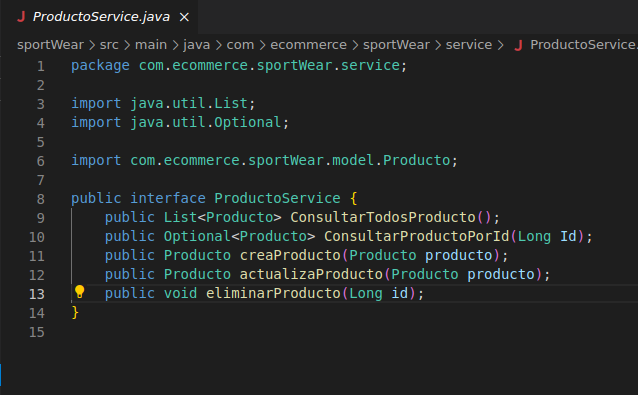 J ProductoService.java ×
sportWear > src > main > java > com > ecommerce > sportWear > service > J ProductoService.
1 package com.ecommerce.sportWear.service;
2
3 import java.util.List;
4 import java.util.Optional;
5
6 import com.ecommerce.sportWear.model.Producto;
7
8 public interface ProductoService {
9     public List<Producto> ConsultarTodosProducto();
10     public Optional<Producto> ConsultarProductoPorId(Long Id);
11     public Producto creaProducto(Producto producto);
12     public Producto actualizaProducto(Producto producto);
13     public void eliminarProducto(Long id);
14 }
15